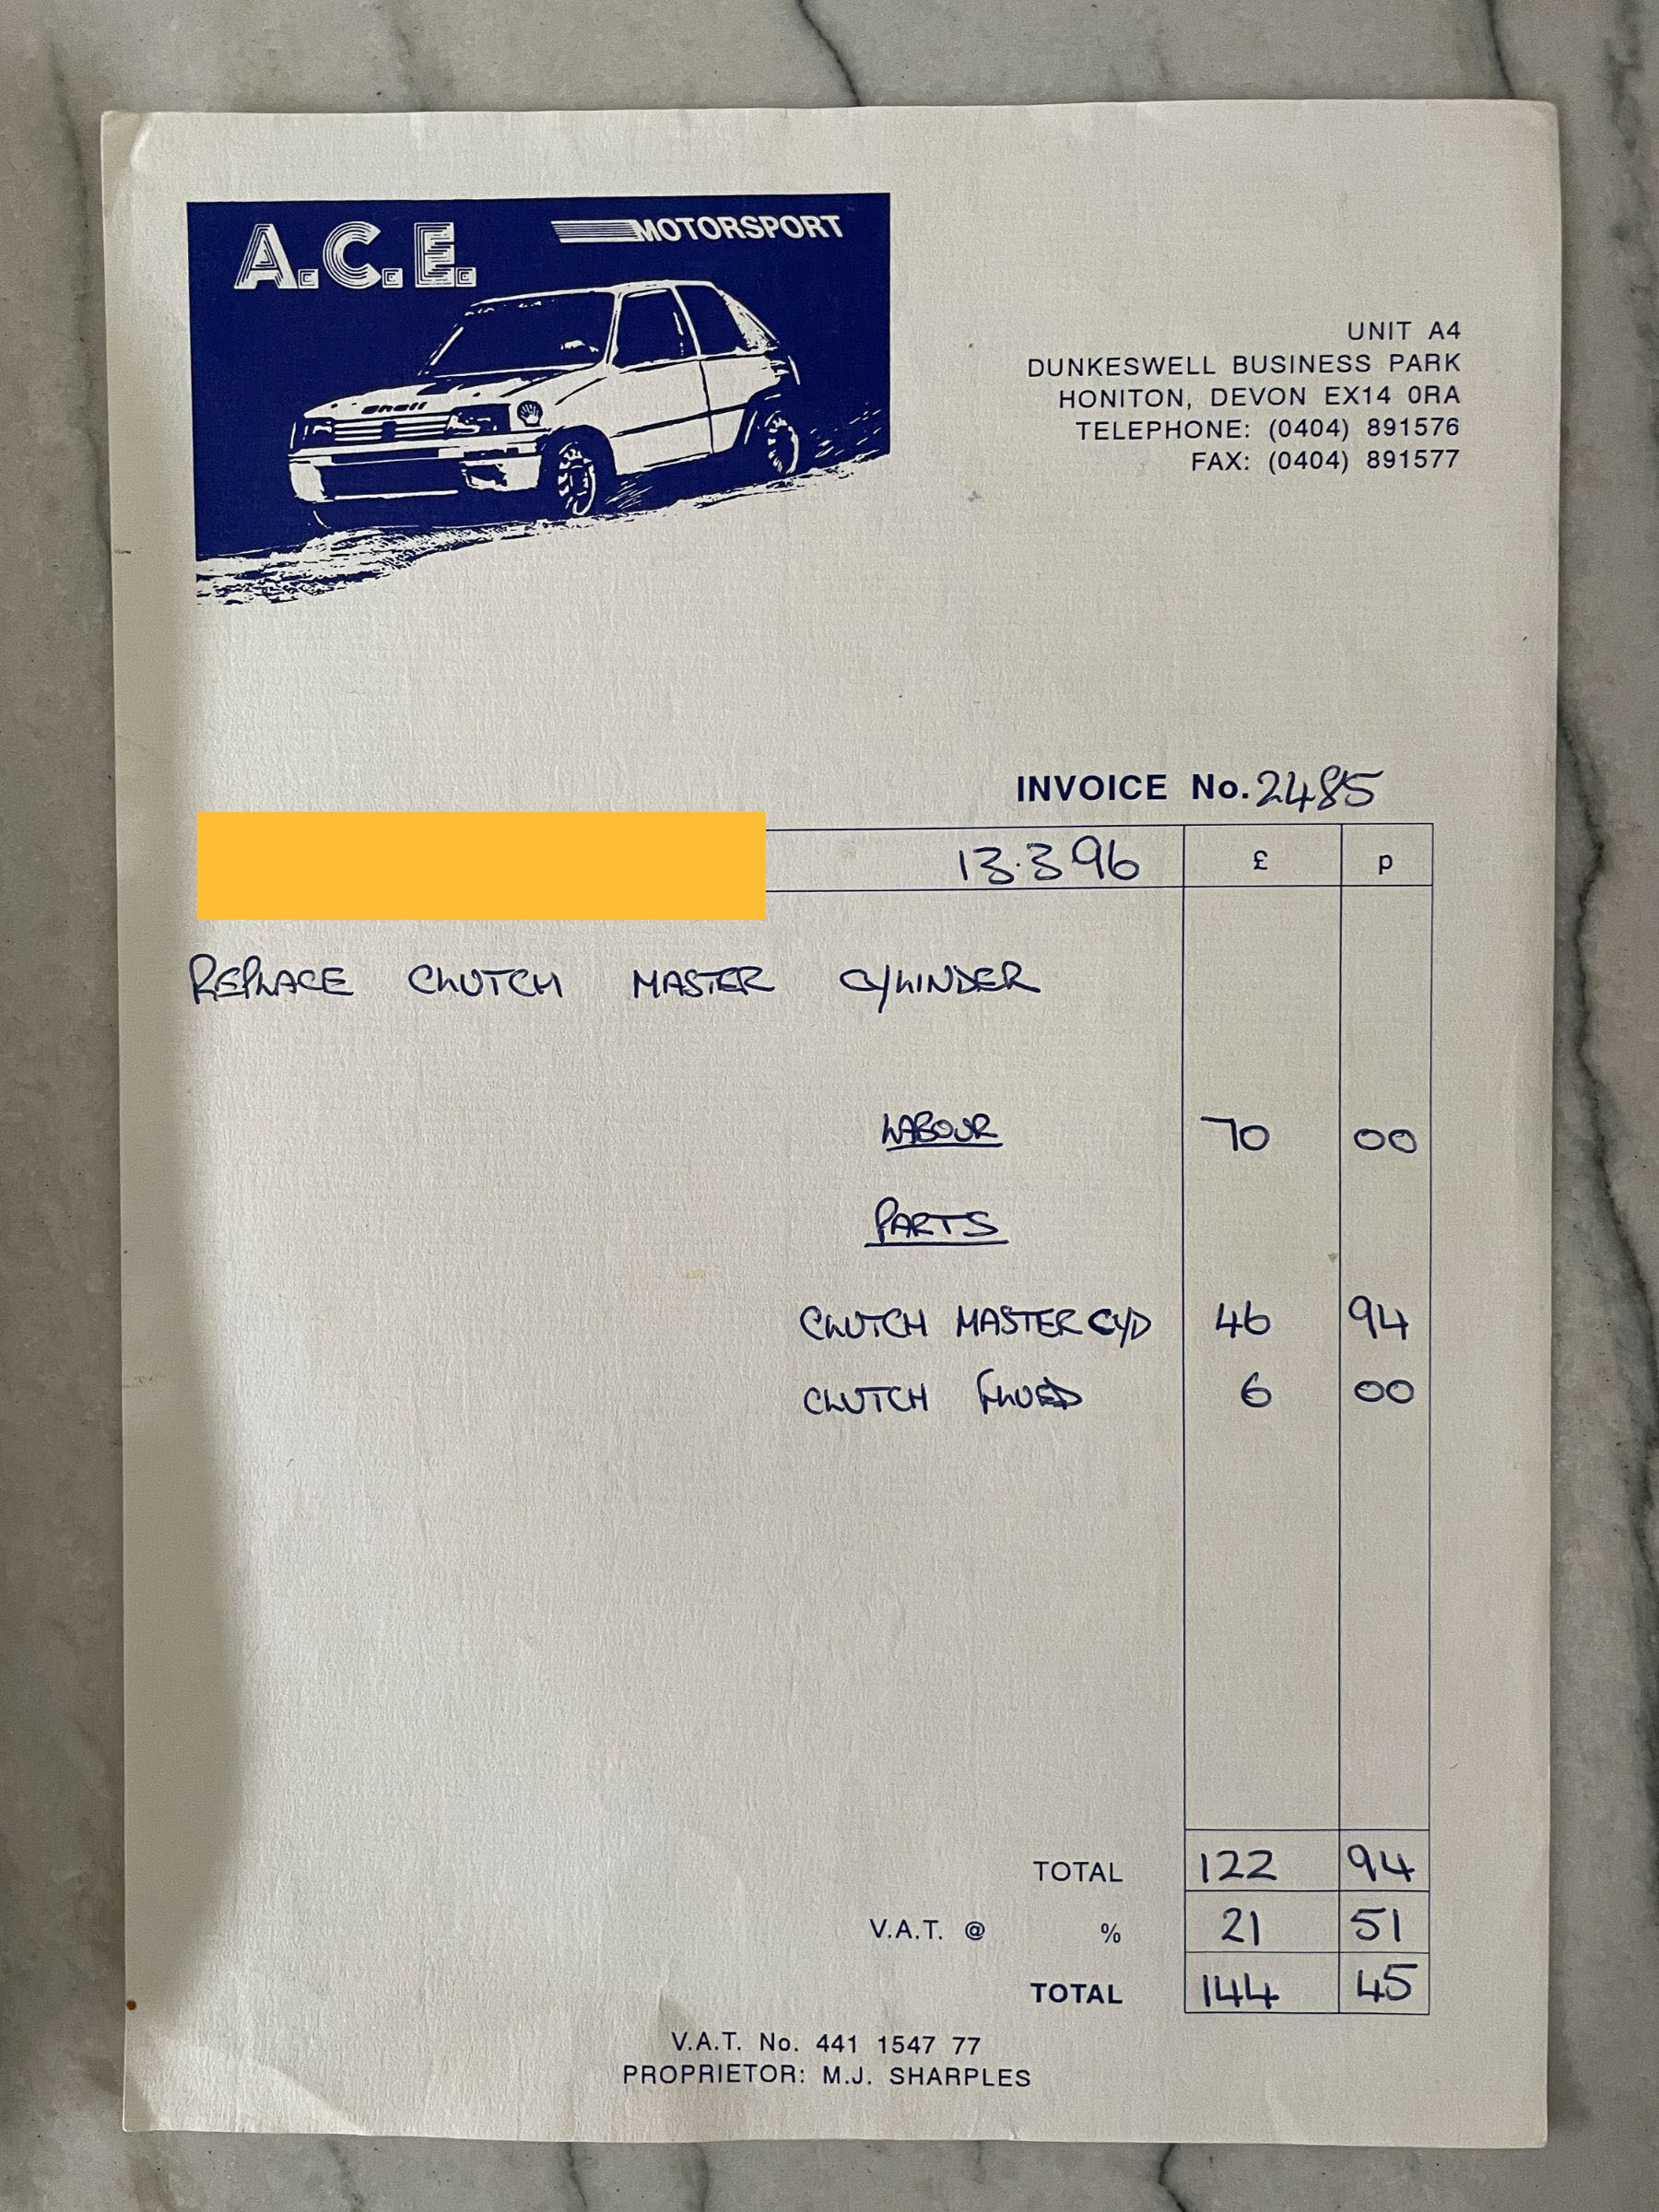 A.C.E. MOTORSPORT
Shell
UNIT A4
DUNKESWELL BUSINESS PARK
HONITON, DEVON EX14 0RA
TELEPHONE: (0404) 891576
FAX: (0404) 891577
INVOICE No. 2485
13.3.96 £ p
REPLACE CLUTCH MASTER CYLINDER
LABOUR 70 00
PARTS
CLUTCH MASTER CYD 46 94
CLUTCH FLUED 6 00
TOTAL 122 94
V.A.T. @ % 21 51
TOTAL 144 45
V.A.T. No. 441 1547 77
PROPRIETOR: M.J. SHARPLES